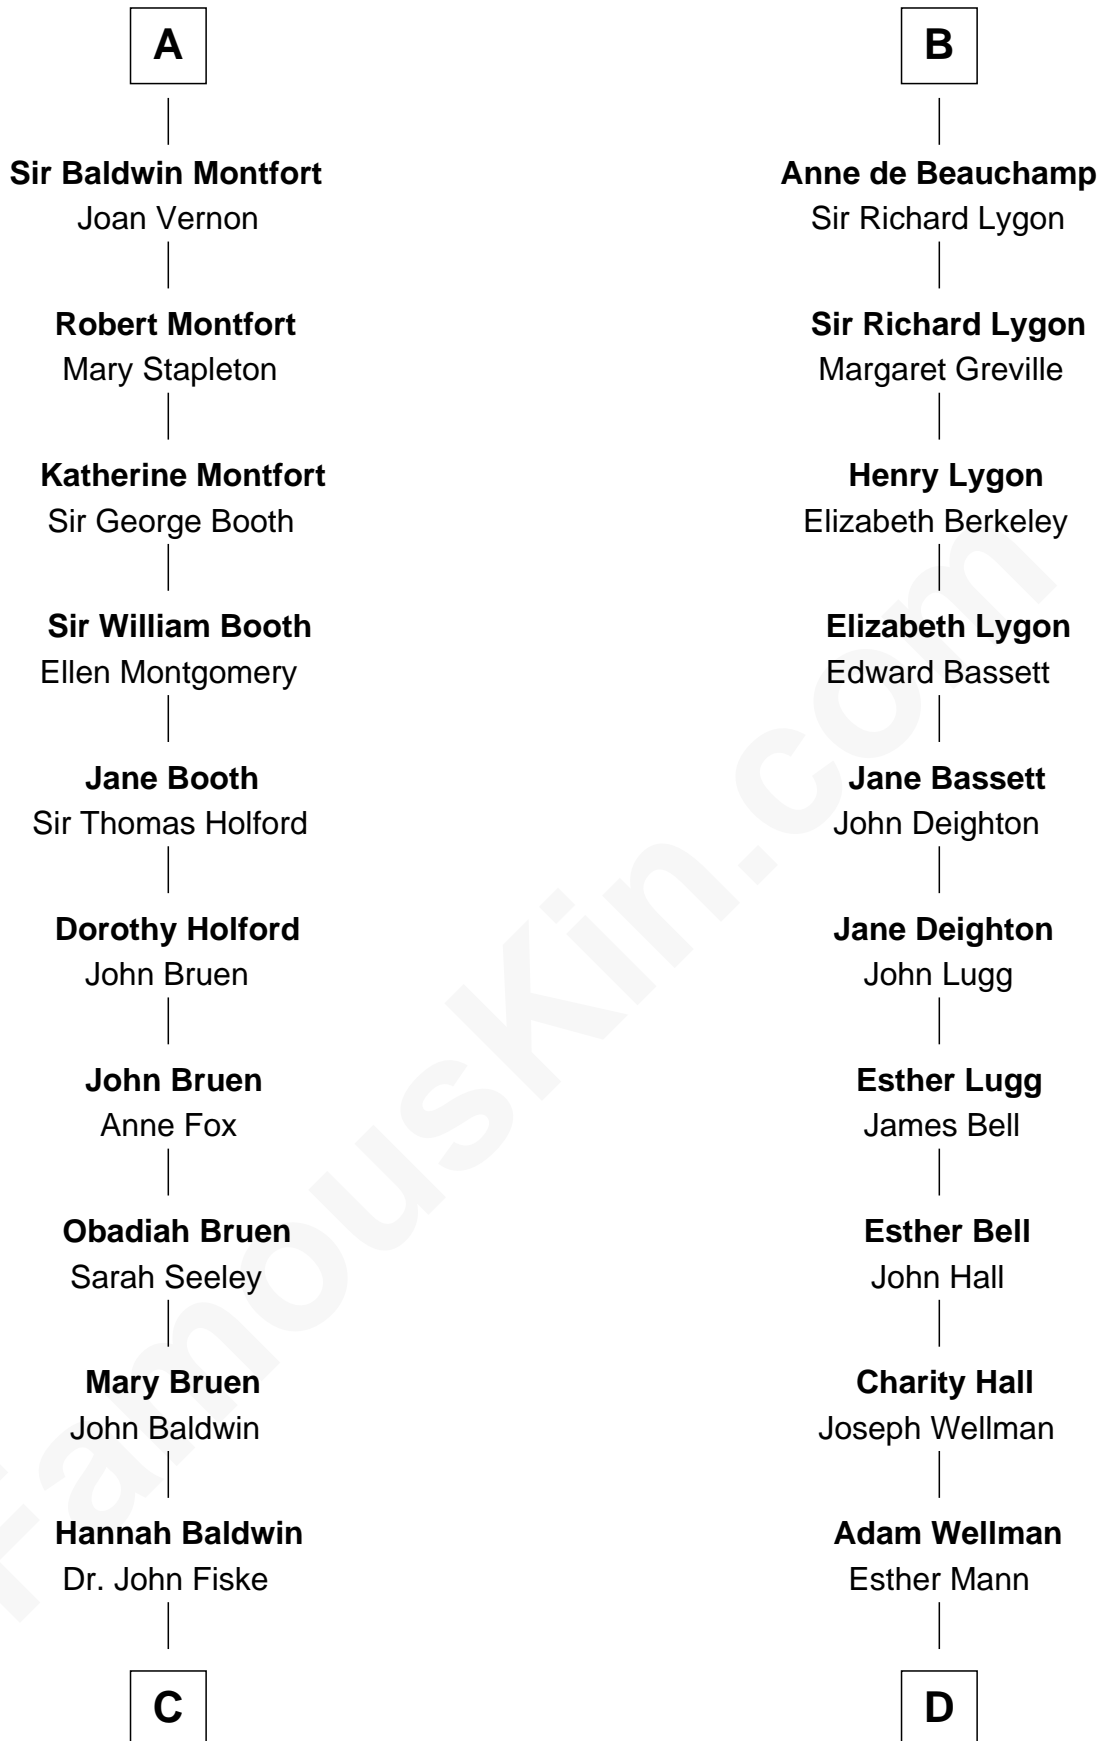 A
Sir Baldwin Montfort
Joan Vernon
Robert Montfort
Mary Stapleton
Katherine Montfort
Sir George Booth
Sir William Booth
Ellen Montgomery
Jane Booth
Sir Thomas Holford
Dorothy Holford
John Bruen
John Bruen
Anne Fox
Obadiah Bruen
Sarah Seeley
Mary Bruen
John Baldwin
Hannah Baldwin
Dr. John Fiske
C
B
Anne de Beauchamp
Sir Richard Lygon
Sir Richard Lygon
Margaret Greville
Henry Lygon
Elizabeth Berkeley
Elizabeth Lygon
Edward Bassett
Jane Bassett
John Deighton
Jane Deighton
John Lugg
Esther Lugg
James Bell
Esther Bell
John Hall
Charity Hall
Joseph Wellman
Adam Wellman
Esther Mann
D
FamousKin.com